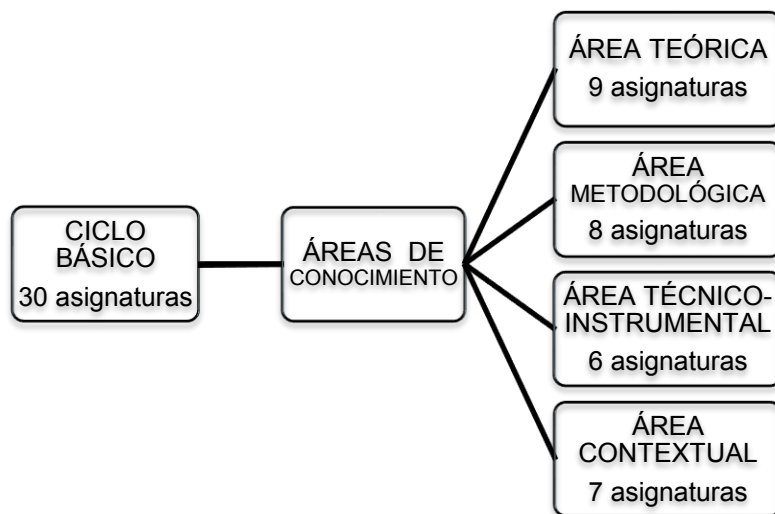 CICLO
BÁSICO
30 asignaturas
ÁREAS DE
CONOCIMIENTO
ÁREA TEÓRICA
9 asignaturas
ÁREA
METODOLÓGICA
8 asignaturas
ÁREA TÉCNICO-
INSTRUMENTAL
6 asignaturas
ÁREA
CONTEXTUAL
7 asignaturas